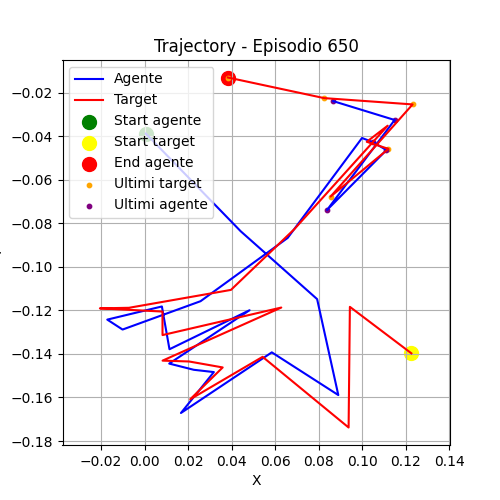 Trajectory - Episodio 650
Agente
Target
Start agente
Start target
End agente
Ultimi target
Ultimi agente
−0.02
−0.04
−0.06
−0.08
−0.10
−0.12
−0.14
−0.16
−0.18
−0.02 0.00 0.02 0.04 0.06 0.08 0.10 0.12 0.14
X